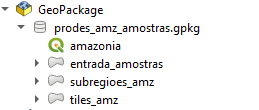 GeoPackage
prodes_amz_amostras.gpkg
amazonia
entrada_amostras
subregioes_amz
tiles_amz